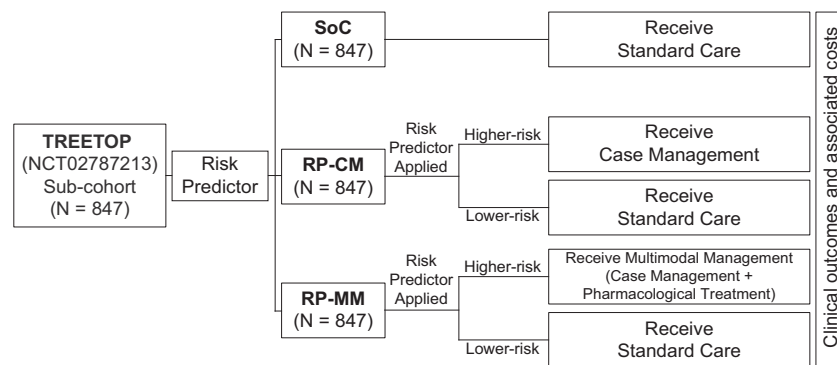 TREETOP
(NCT02787213)
Sub-cohort
(N = 847)
Risk
Predictor
SoC
(N = 847)
Receive
Standard Care
RP-CM
(N = 847)
Risk
Predictor
Applied
Higher-risk
Receive
Case Management
Lower-risk
Receive
Standard Care
RP-MM
(N = 847)
Risk
Predictor
Applied
Higher-risk
Receive Multimodal Management
(Case Management +
Pharmacological Treatment)
Lower-risk
Receive
Standard Care
Clinical outcomes and associated costs